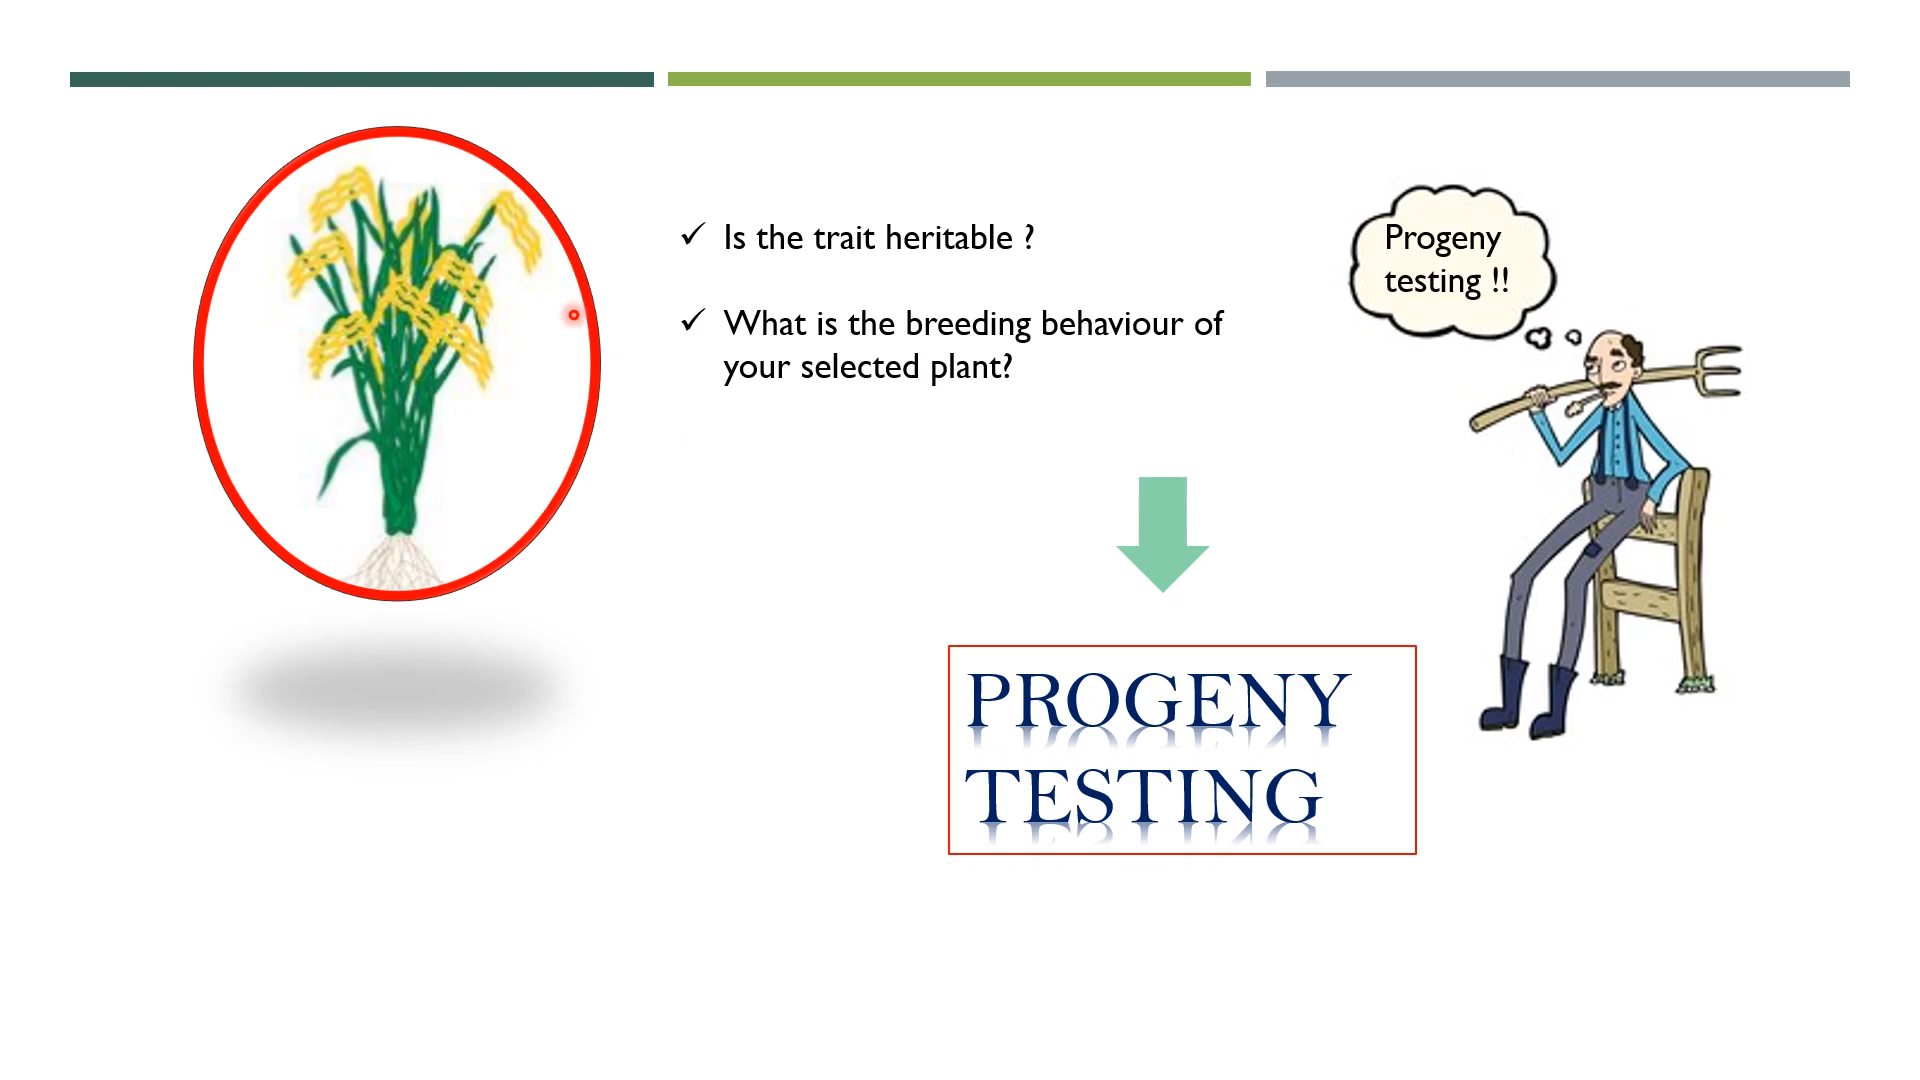 ✓ Is the trait heritable ?
✓ What is the breeding behaviour of
your selected plant?
Progeny
testing !!
PROGENY
TESTING